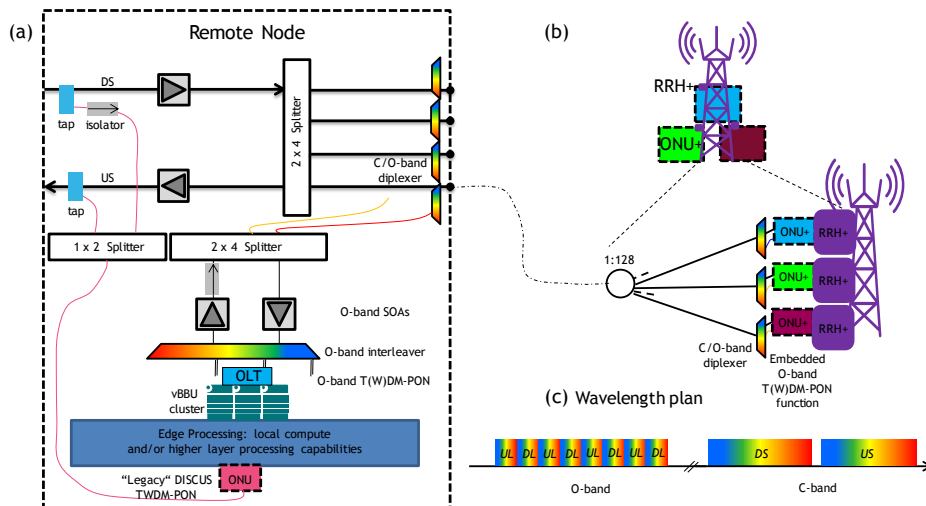 (a)
Remote Node
DS
tap
isolator
2 x 4 Splitter
C/O-band
diplexer
US
tap
1 x 2 Splitter
2 x 4 Splitter
O-band SOAs
O-band interleaver
OLT
O-band T(W)DM-PON
vBBU
cluster
Edge Processing: local compute
and/or higher layer processing capabilities
"Legacy" DISCUS
TWDM-PON
ONU
(b)
RRH+
ONU+
1:128
ONU+
RRH+
ONU+
RRH+
ONU+
RRH+
C/O-band
diplexer
Embedded
O-band
T(W)DM-PON
function
(c) Wavelength plan
UL DL UL DL UL DL UL DL
DS
US
O-band
C-band